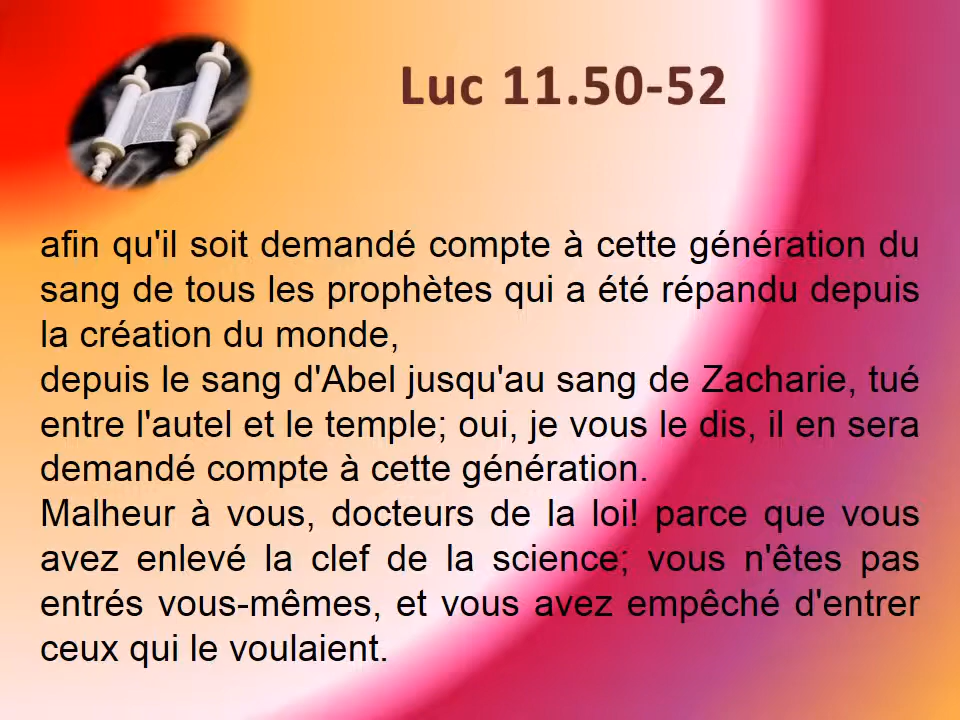 Luc 11.50-52
afin qu'il soit demandé compte à cette génération du
sang de tous les prophètes qui a été répandu depuis
la création du monde,
depuis le sang d'Abel jusqu'au sang de Zacharie, tué
entre l'autel et le temple; oui, je vous le dis, il en sera
demandé compte à cette génération.
Malheur à vous, docteurs de la loi! parce que vous
avez enlevé la clef de la science; vous n'êtes pas
entrés vous-mêmes, et vous avez empêché d'entrer
ceux qui le voulaient.